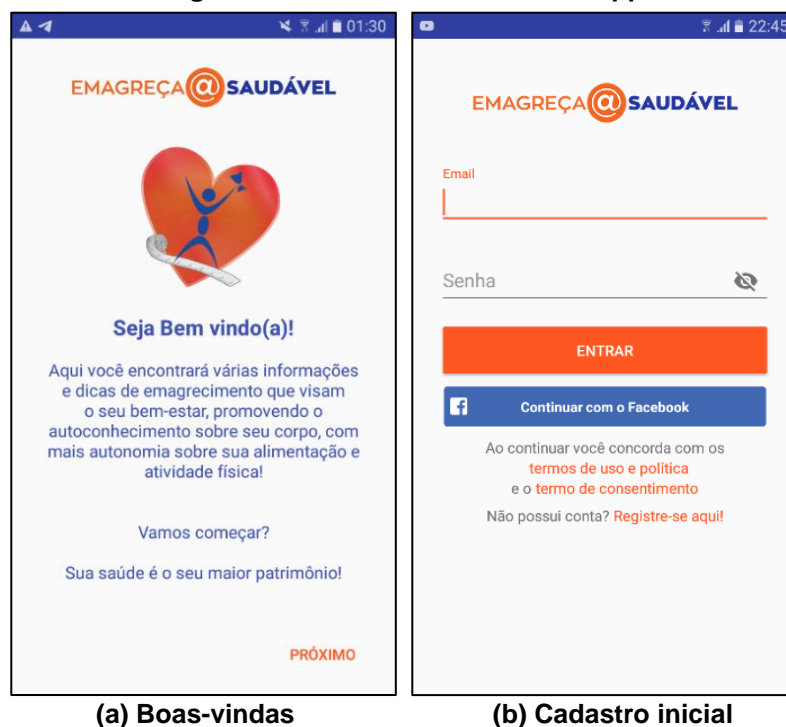 01:30
EMAGREÇA@SAUDÁVEL
Seja Bem vindo(a)!
Aqui você encontrará várias informações
e dicas de emagrecimento que visam
o seu bem-estar, promovendo o
autoconhecimento sobre seu corpo, com
mais autonomia sobre sua alimentação e
atividade física!
Vamos começar?
Sua saúde é o seu maior patrimônio!
PRÓXIMO
(a) Boas-vindas
22:45
EMAGREÇA@SAUDÁVEL
Email
Senha
ENTRAR
Continuar com o Facebook
Ao continuar você concorda com os
termos de uso e política
e o termo de consentimento
Não possui conta? Registre-se aqui!
(b) Cadastro inicial